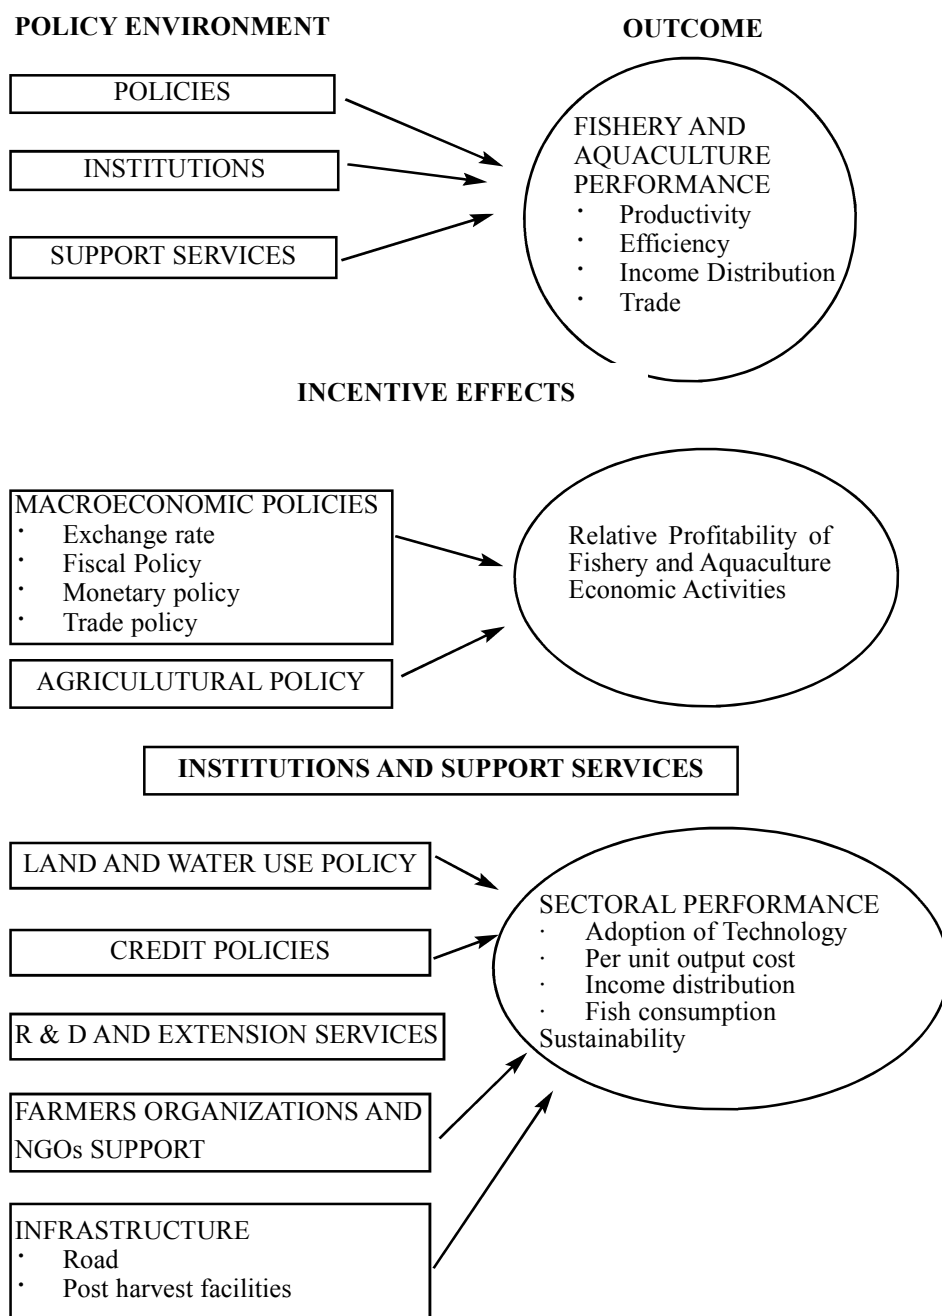 POLICY ENVIRONMENT
OUTCOME
POLICIES
INSTITUTIONS
SUPPORT SERVICES
FISHERY AND
AQUACULTURE
PERFORMANCE
· Productivity
· Efficiency
· Income Distribution
· Trade
INCENTIVE EFFECTS
MACROECONOMIC POLICIES
· Exchange rate
· Fiscal Policy
· Monetary policy
· Trade policy
AGRICULUTURAL POLICY
Relative Profitability of
Fishery and Aquaculture
Economic Activities
INSTITUTIONS AND SUPPORT SERVICES
LAND AND WATER USE POLICY
CREDIT POLICIES
R & D AND EXTENSION SERVICES
FARMERS ORGANIZATIONS AND
NGOs SUPPORT
INFRASTRUCTURE
· Road
· Post harvest facilities
SECTORAL PERFORMANCE
· Adoption of Technology
· Per unit output cost
· Income distribution
· Fish consumption
Sustainability